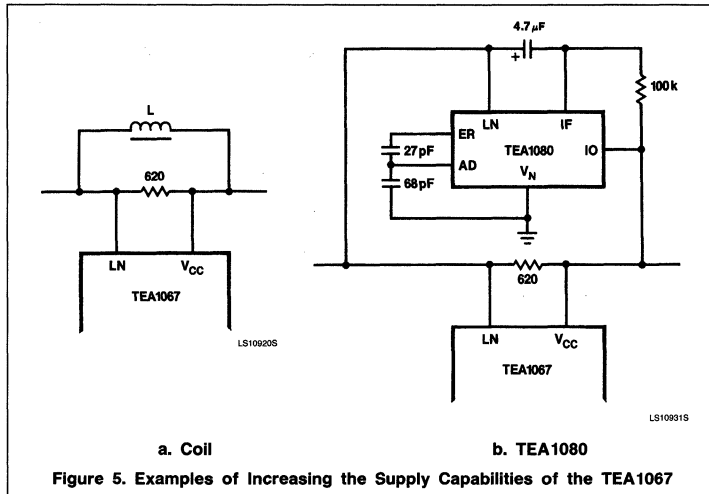 L
620
LN
V_CC
TEA1067
LS10920S
a. Coil
4.7μF
+
100k
LN
IF
ER
TEA1080
IO
27pF
AD
V_N
68pF
620
LN
V_CC
TEA1067
LS10931S
b. TEA1080
Figure 5. Examples of Increasing the Supply Capabilities of the TEA1067